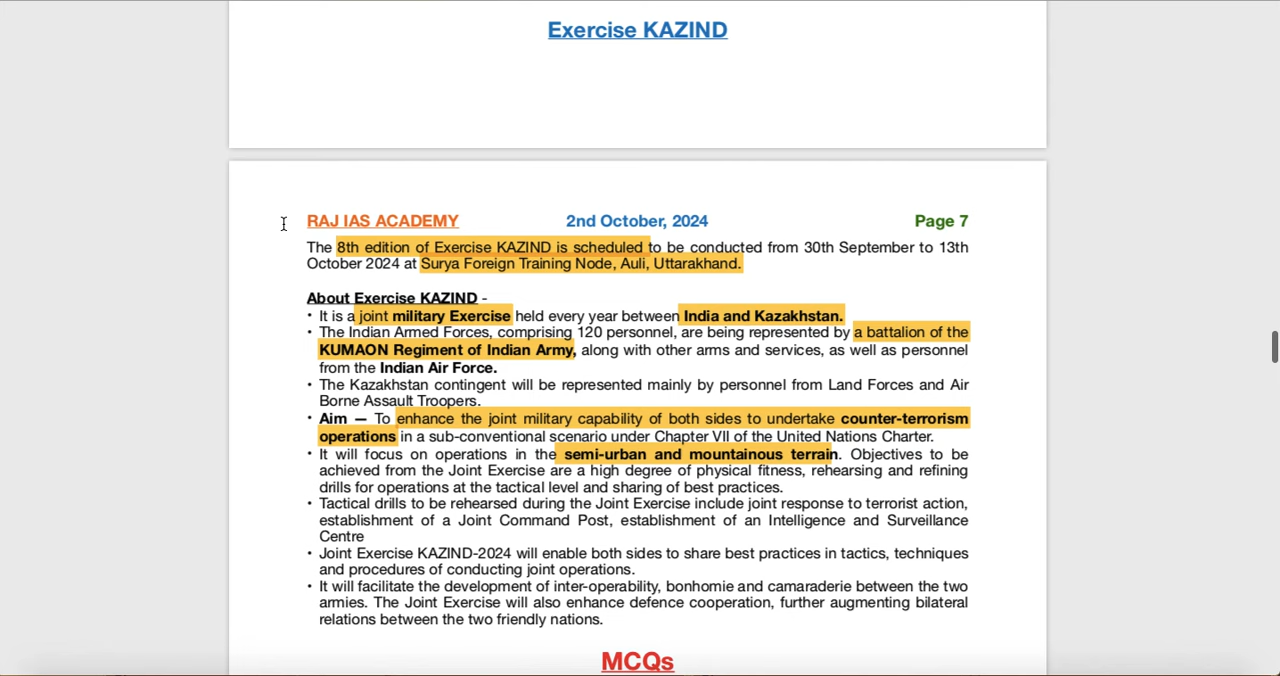 Exercise KAZIND
RAJ IAS ACADEMY 2nd October, 2024 Page 7
The 8th edition of Exercise KAZIND is scheduled to be conducted from 30th September to 13th
October 2024 at Surya Foreign Training Node, Auli, Uttarakhand.
About Exercise KAZIND -
• It is a joint military Exercise held every year between India and Kazakhstan.
• The Indian Armed Forces, comprising 120 personnel, are being represented by a battalion of the
KUMAON Regiment of Indian Army, along with other arms and services, as well as personnel
from the Indian Air Force.
• The Kazakhstan contingent will be represented mainly by personnel from Land Forces and Air
Borne Assault Troopers.
• Aim — To enhance the joint military capability of both sides to undertake counter-terrorism
operations in a sub-conventional scenario under Chapter VII of the United Nations Charter.
• It will focus on operations in the semi-urban and mountainous terrain. Objectives to be
achieved from the Joint Exercise are a high degree of physical fitness, rehearsing and refining
drills for operations at the tactical level and sharing of best practices.
• Tactical drills to be rehearsed during the Joint Exercise include joint response to terrorist action,
establishment of a Joint Command Post, establishment of an Intelligence and Surveillance
Centre
• Joint Exercise KAZIND-2024 will enable both sides to share best practices in tactics, techniques
and procedures of conducting joint operations.
• It will facilitate the development of inter-operability, bonhomie and camaraderie between the two
armies. The Joint Exercise will also enhance defence cooperation, further augmenting bilateral
relations between the two friendly nations.
MCQs